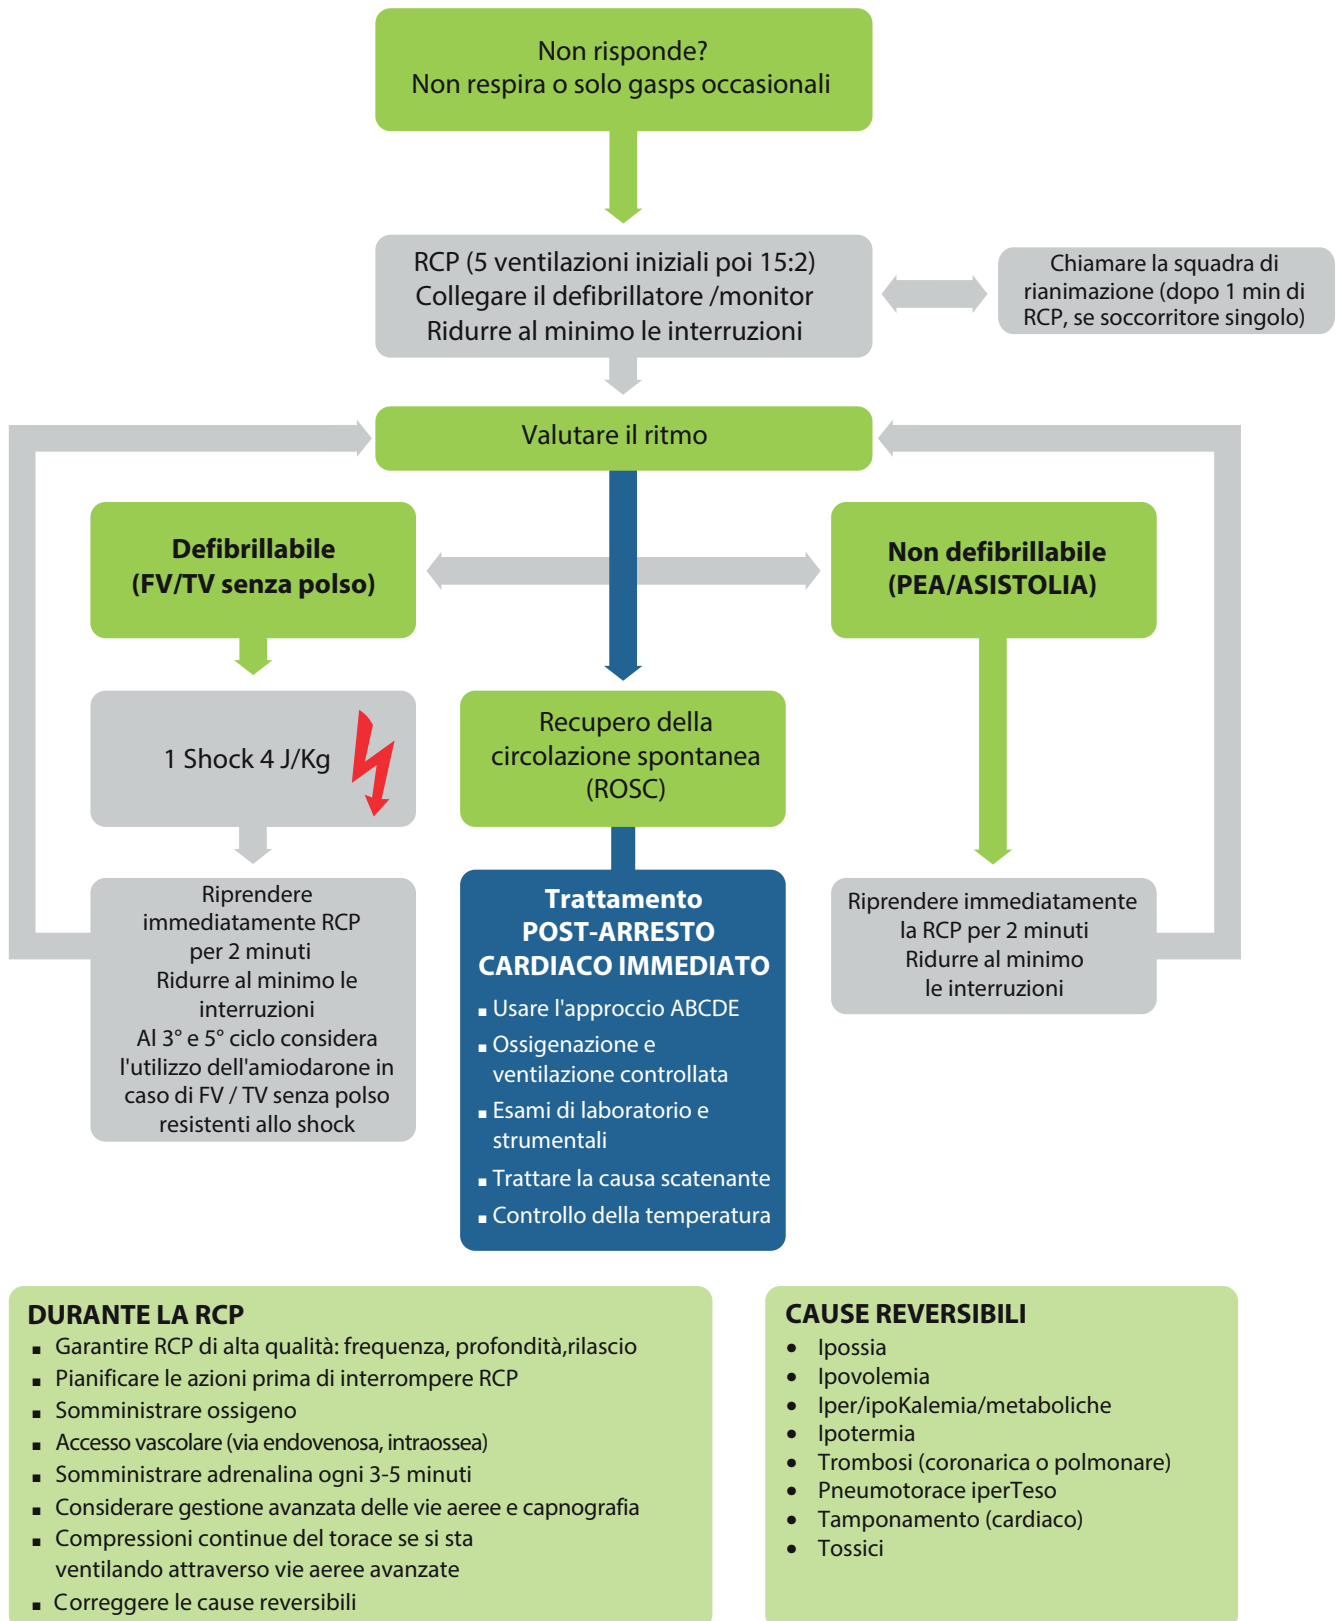 Non risponde?
Non respira o solo gasps occasionali
RCP (5 ventilazioni iniziali poi 15:2)
Collegare il defibrillatore /monitor
Ridurre al minimo le interruzioni
Chiamare la squadra di
rianimazione (dopo 1 min di
RCP, se soccorritore singolo)
Valutare il ritmo
Defibrillabile
(FV/TV senza polso)
Non defibrillabile
(PEA/ASISTOLIA)
1 Shock 4 J/Kg
Recupero della
circolazione spontanea
(ROSC)
Riprendere
immediatamente RCP
per 2 minuti
Ridurre al minimo le
interruzioni
Al 3° e 5° ciclo considera
l'utilizzo dell'amiodarone in
caso di FV / TV senza polso
resistenti allo shock
Trattamento
POST-ARRESTO
CARDIACO IMMEDIATO
▪ Usare l'approccio ABCDE
▪ Ossigenazione e
ventilazione controllata
▪ Esami di laboratorio e
strumentali
▪ Trattare la causa scatenante
▪ Controllo della temperatura
Riprendere immediatamente
la RCP per 2 minuti
Ridurre al minimo
le interruzioni
DURANTE LA RCP
▪ Garantire RCP di alta qualità: frequenza, profondità,rilascio
▪ Pianificare le azioni prima di interrompere RCP
▪ Somministrare ossigeno
▪ Accesso vascolare (via endovenosa, intraossea)
▪ Somministrare adrenalina ogni 3-5 minuti
▪ Considerare gestione avanzata delle vie aeree e capnografia
▪ Compressioni continue del torace se si sta
ventilando attraverso vie aeree avanzate
▪ Correggere le cause reversibili
CAUSE REVERSIBILI
• Ipossia
• Ipovolemia
• Iper/ipoKalemia/metaboliche
• Ipotermia
• Trombosi (coronarica o polmonare)
• Pneumotorace iperTeso
• Tamponamento (cardiaco)
• Tossici